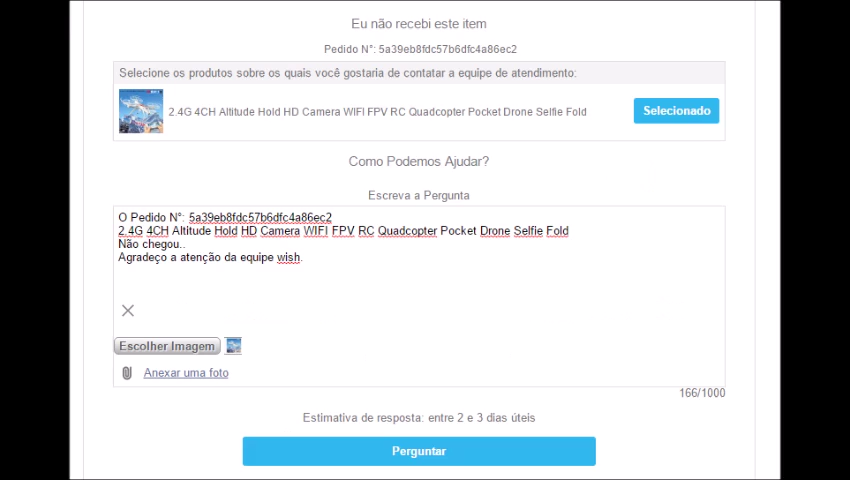 Eu não recebi este item
Pedido N°: 5a39eb8fdc57b6dfc4a86ec2
Selecione os produtos sobre os quais você gostaria de contatar a equipe de atendimento:
2.4G 4CH Altitude Hold HD Camera WIFI FPV RC Quadcopter Pocket Drone Selfie Fold
Selecionado
Como Podemos Ajudar?
Escreva a Pergunta
O Pedido N°: 5a39eb8fdc57b6dfc4a86ec2
2.4G 4CH Altitude Hold HD Camera WIFI FPV RC Quadcopter Pocket Drone Selfie Fold
Não chegou..
Agradeço a atenção da equipe wish.
Escolher Imagem
Anexar uma foto
166/1000
Estimativa de resposta: entre 2 e 3 dias úteis
Perguntar